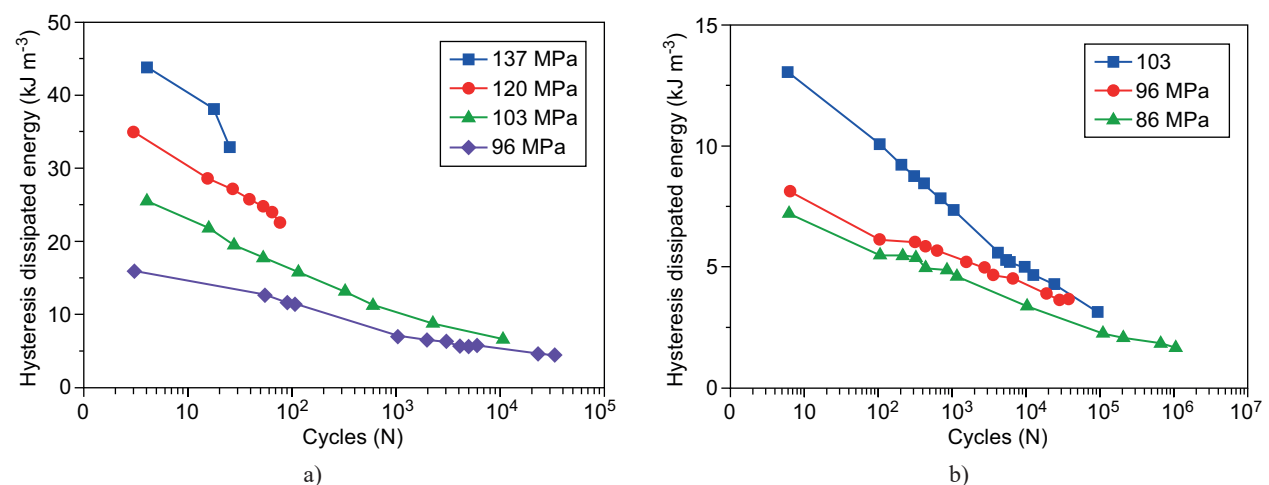 50
40
30
20
10
0
Hysteresis dissipated energy (kJ m⁻³)
137 MPa
120 MPa
103 MPa
96 MPa
0 10 10² 10³ 10⁴ 10⁵
Cycles (N)
a)
15
10
5
0
Hysteresis dissipated energy (kJ m⁻³)
103
96 MPa
86 MPa
0 10 10² 10³ 10⁴ 10⁵ 10⁶ 10⁷
Cycles (N)
b)